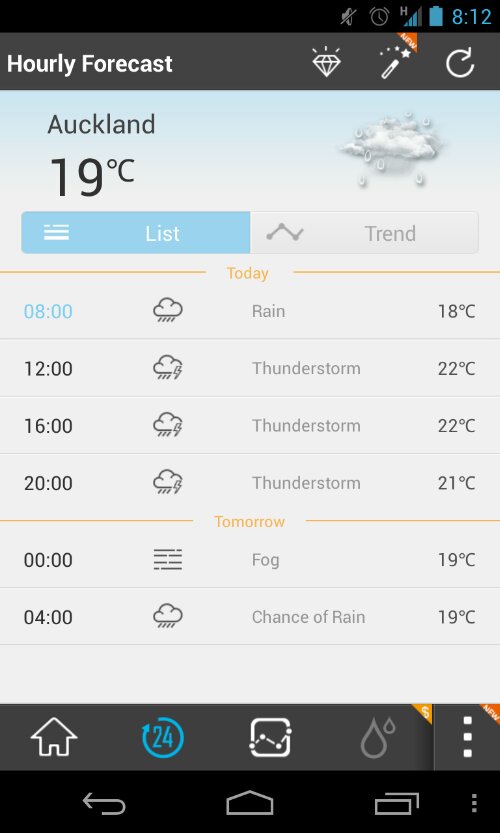 H
8:12
NEW
Hourly Forecast
Auckland
19°C
List
Trend
Today
08:00 Rain 18°C
12:00 Thunderstorm 22°C
16:00 Thunderstorm 22°C
20:00 Thunderstorm 21°C
Tomorrow
00:00 Fog 19°C
04:00 Chance of Rain 19°C
24
$
NEW